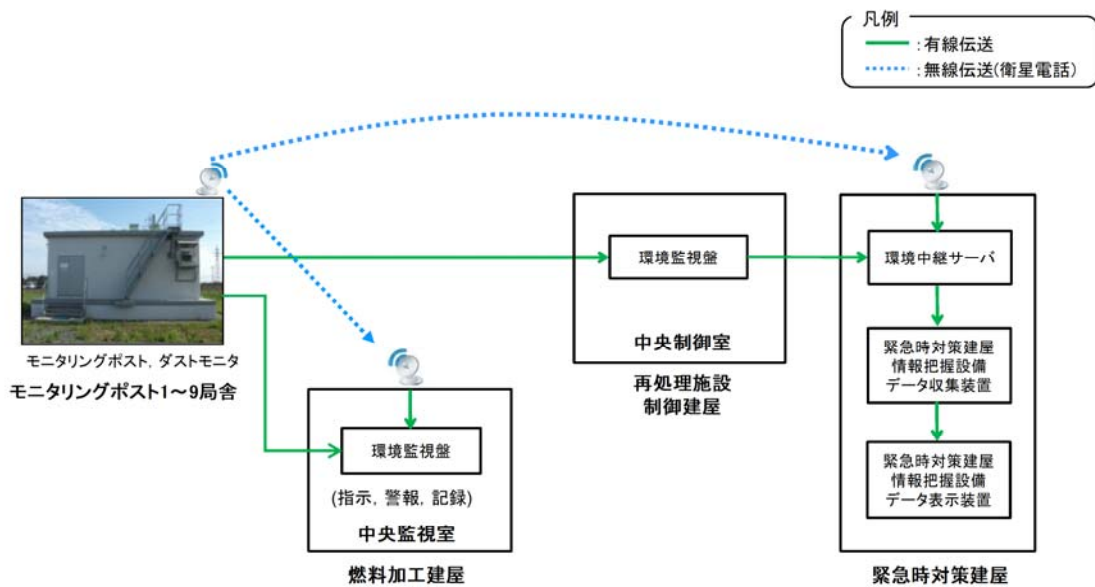 凡例
：有線伝送
：無線伝送(衛星電話)
モニタリングポスト，ダストモニタ
モニタリングポスト1～9局舎
環境監視盤
(指示，警報，記録)
中央監視室
燃料加工建屋
環境監視盤
中央制御室
再処理施設
制御建屋
環境中継サーバ
緊急時対策建屋
情報把握設備
データ収集装置
緊急時対策建屋
情報把握設備
データ表示装置
緊急時対策建屋